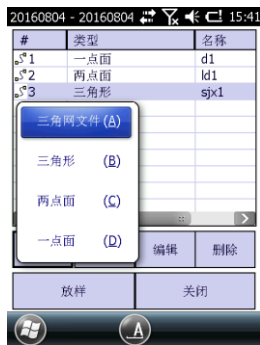 20160804 - 20160804 15:41
# 类型 名称
1 一点面 d1
2 两点面 ld1
3 三角形 sjx1
三角网文件(A)
三角形 (B)
两点面 (C)
一点面 (D)
编辑 删除
放样 关闭
A